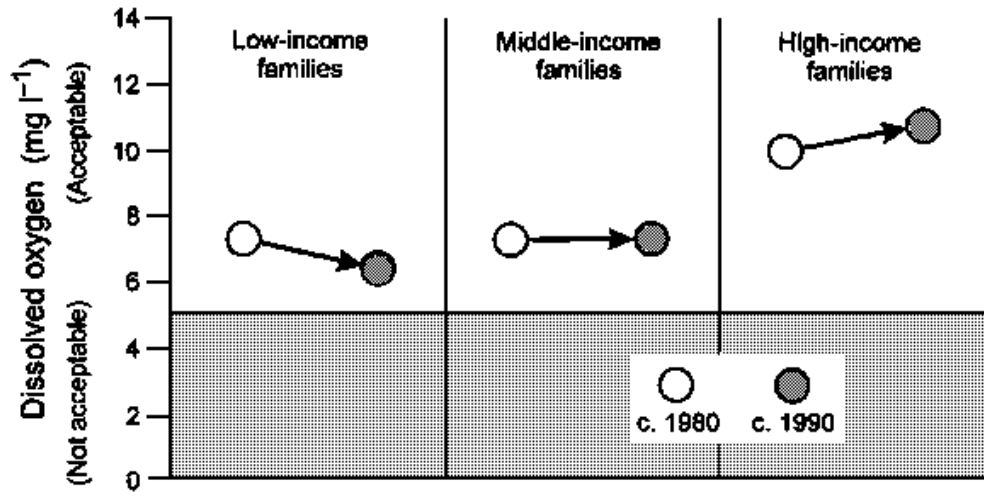 Dissolved oxygen (mg l⁻¹)
(Acceptable)
(Not acceptable)
14
12
10
8
6
4
2
0
Low-income
families
Middle-income
families
High-income
families
c. 1980
c. 1990